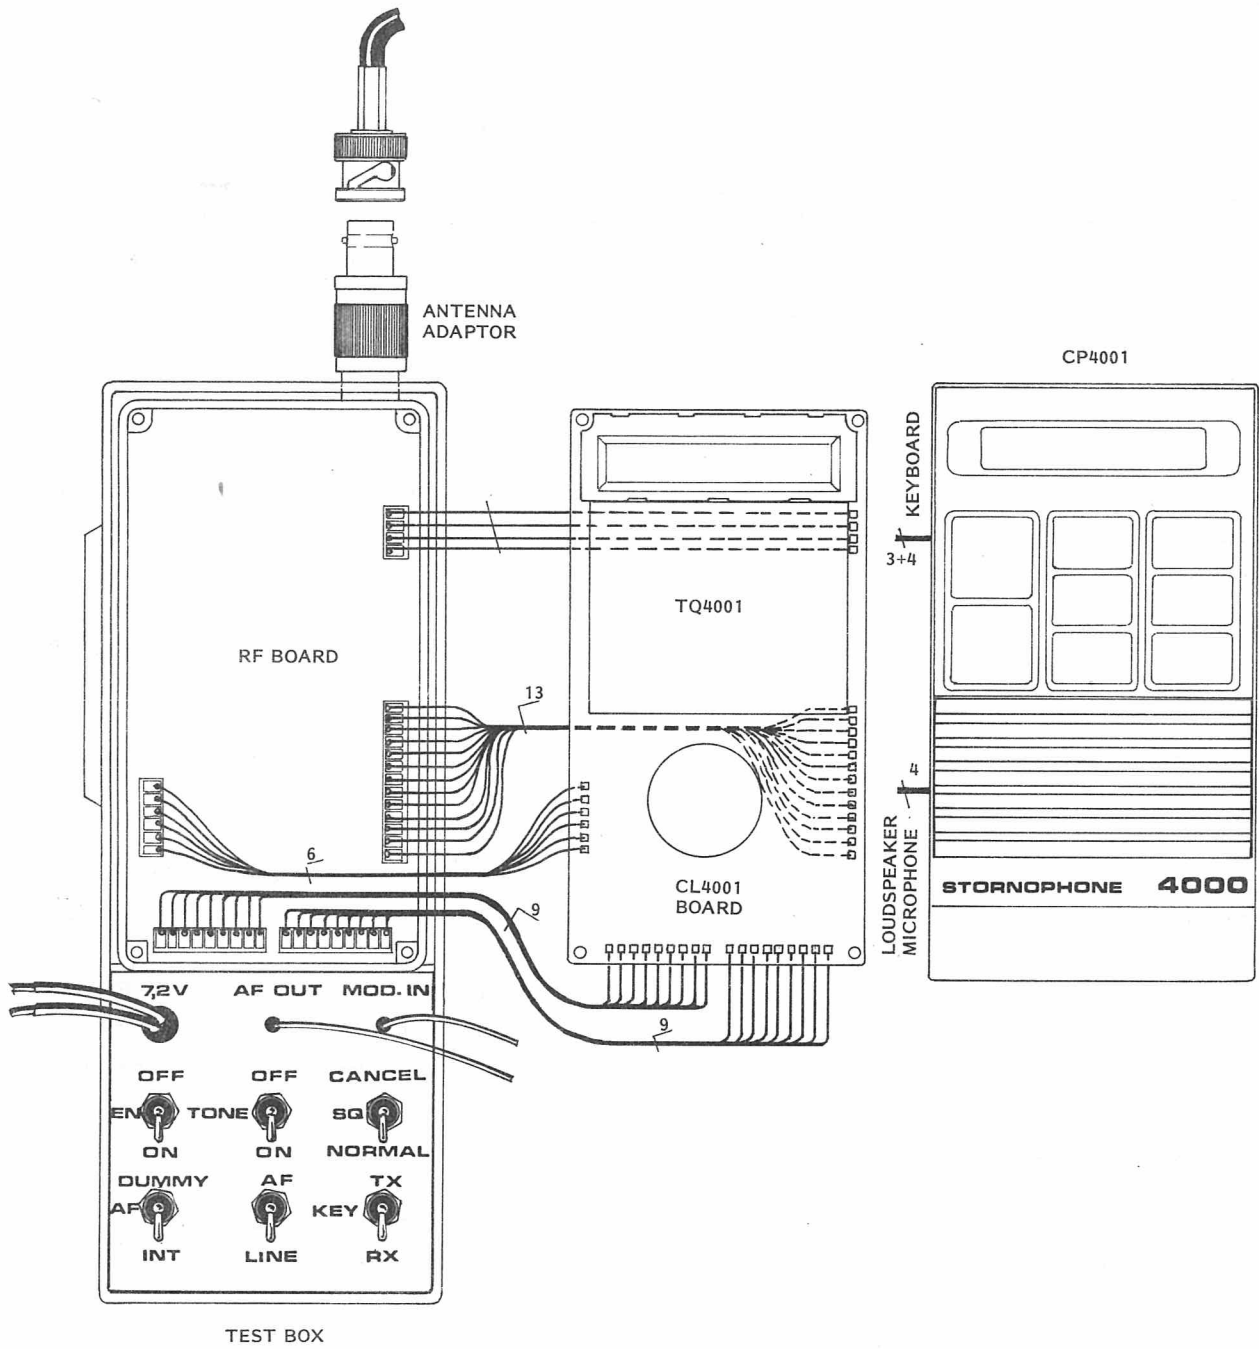 ANTENNA
ADAPTOR
CP4001
KEYBOARD
3+4
TQ4001
RF BOARD
13
4
LOUDSPEAKER
MICROPHONE
6
CL4001
BOARD
9
STORNOPHONE 4000
7,2V AF OUT MOD. IN
9
OFF OFF CANCEL
EN TONE SQ
ON ON NORMAL
DUMMY AF TX
AF KEY
INT LINE RX
TEST BOX